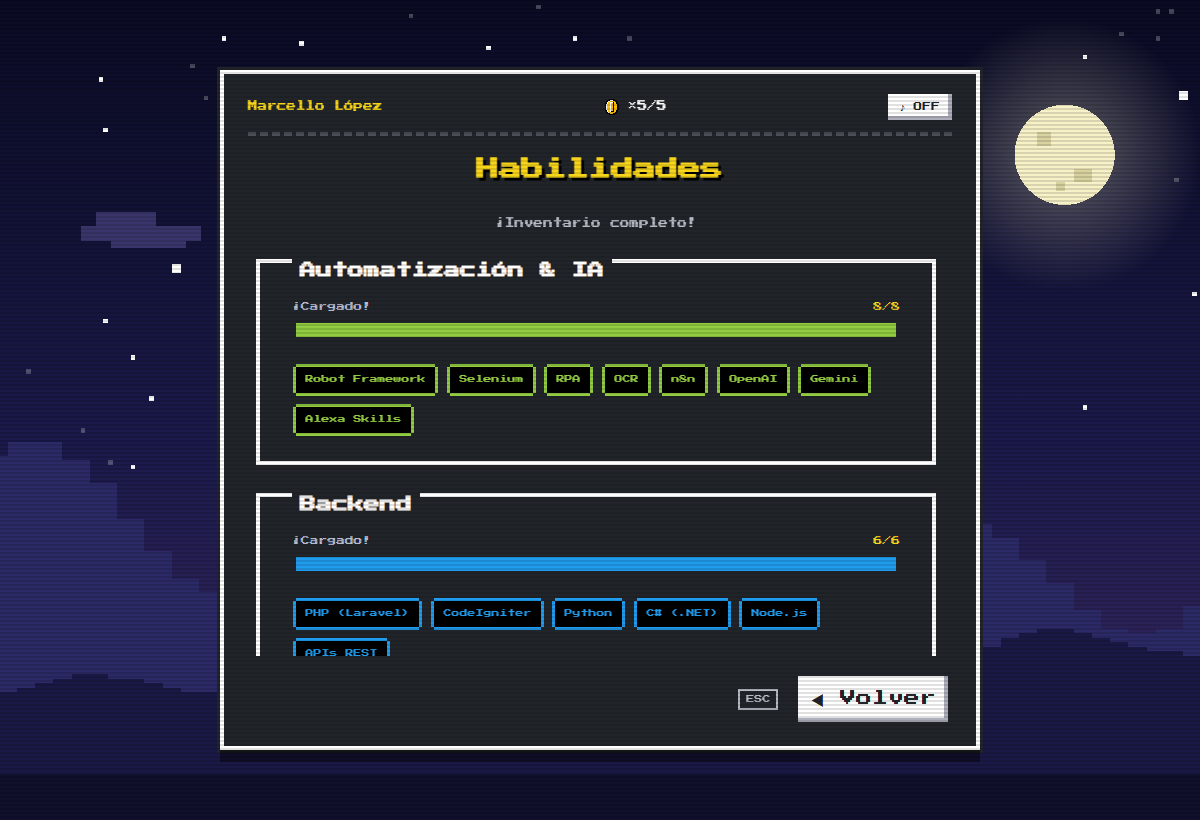 Marcello López
×5/5
♪ OFF
Habilidades
¡Inventario completo!
Automatización & IA
¡Cargado!
8/8
Robot Framework
Selenium
RPA
OCR
n8n
OpenAI
Gemini
Alexa Skills
Backend
¡Cargado!
6/6
PHP (Laravel)
CodeIgniter
Python
C# (.NET)
Node.js
APIs REST
ESC
◀ Volver